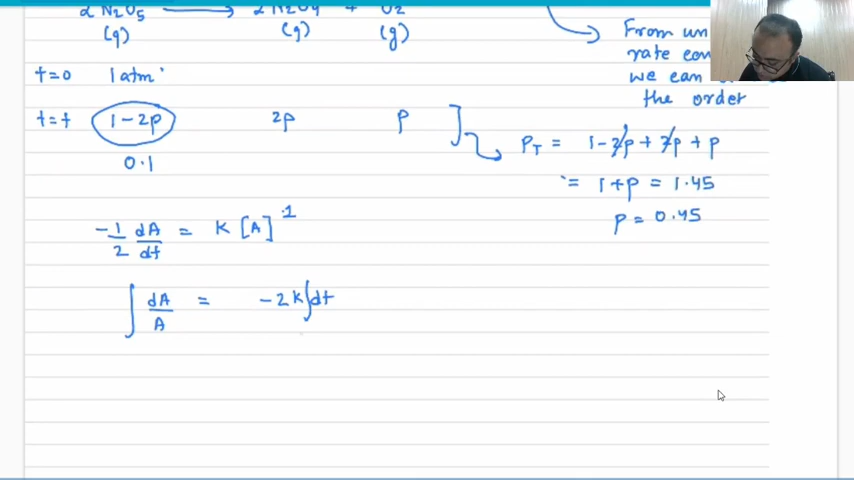 2 N2O5 → 2 N2O4 + O2
(g) (g) (g)
From un
rate con
we can
the order
t=0 1 atm
t=t 1-2p 2p p
0.1
PT = 1-2p+2p+p
= 1+p = 1.45
p = 0.45
-1/2 dA/dt = K [A]^1
∫ dA/A = -2K∫dt